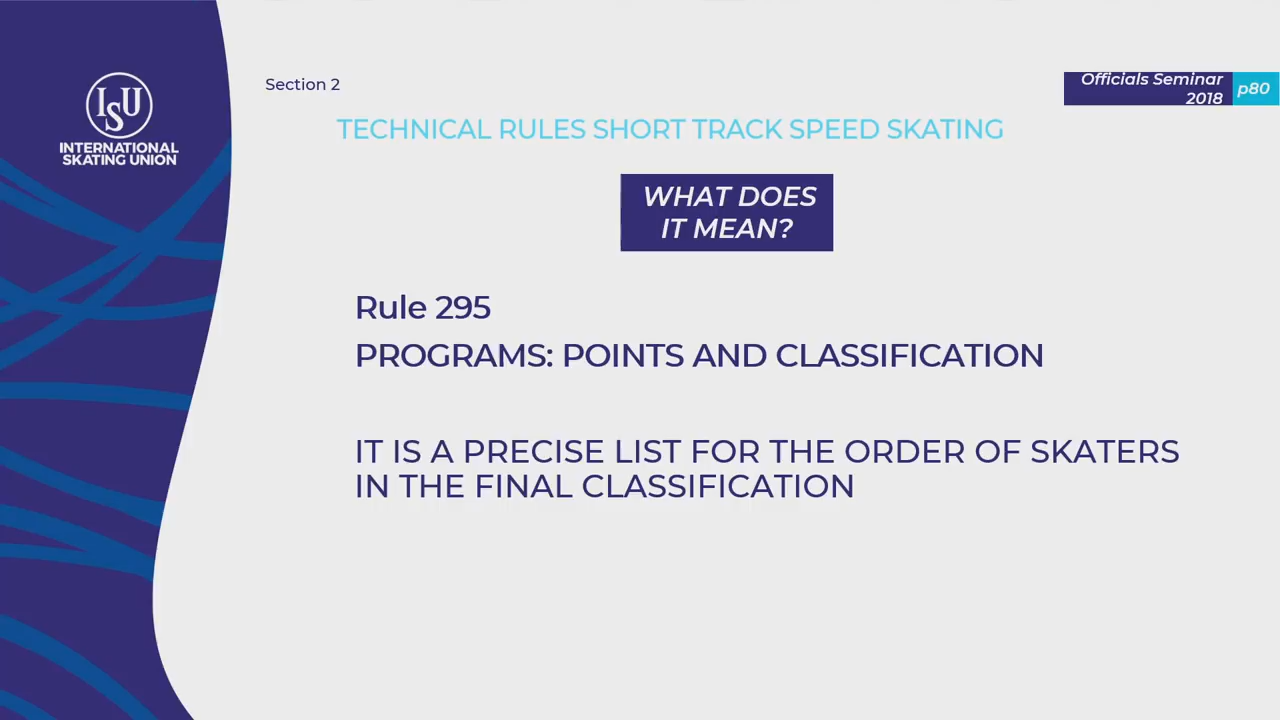 ISU
INTERNATIONAL
SKATING UNION
Section 2
Officials Seminar
2018
p80
TECHNICAL RULES SHORT TRACK SPEED SKATING
WHAT DOES
IT MEAN?
Rule 295
PROGRAMS: POINTS AND CLASSIFICATION
IT IS A PRECISE LIST FOR THE ORDER OF SKATERS
IN THE FINAL CLASSIFICATION